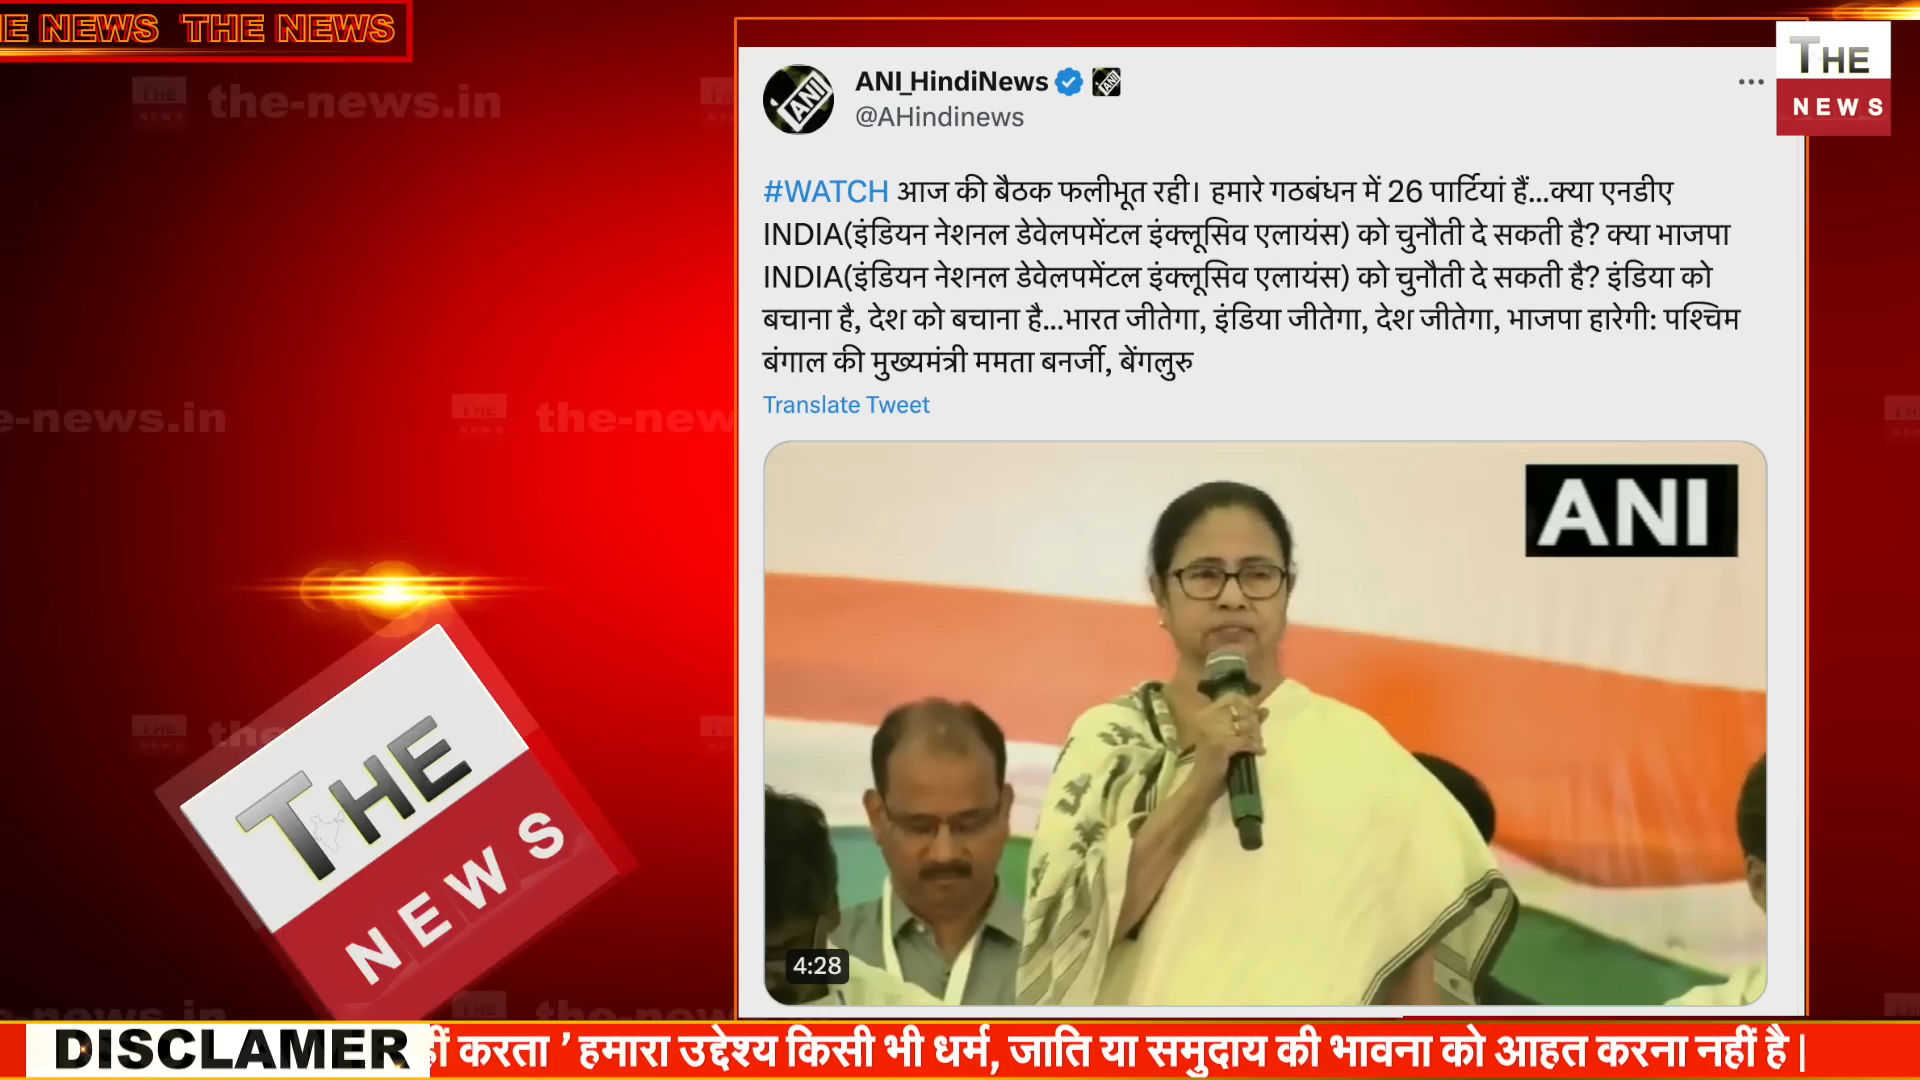 THE NEWS THE NEWS
the-news.in
THE
NEWS
ANI_HindiNews
@AHindinews
#WATCH आज की बैठक फलीभूत रही। हमारे गठबंधन में 26 पार्टियां हैं...क्या एनडीए
INDIA(इंडियन नेशनल डेवेलपमेंटल इंक्लूसिव एलायंस) को चुनौती दे सकती है? क्या भाजपा
INDIA(इंडियन नेशनल डेवेलपमेंटल इंक्लूसिव एलायंस) को चुनौती दे सकती है? इंडिया को
बचाना है, देश को बचाना है...भारत जीतेगा, इंडिया जीतेगा, देश जीतेगा, भाजपा हारेगी: पश्चिम
बंगाल की मुख्यमंत्री ममता बनर्जी, बेंगलुरु
Translate Tweet
ANI
4:28
THE
NEWS
DISCLAMER
करता ' हमारा उद्देश्य किसी भी धर्म, जाति या समुदाय की भावना को आहत करना नहीं है |